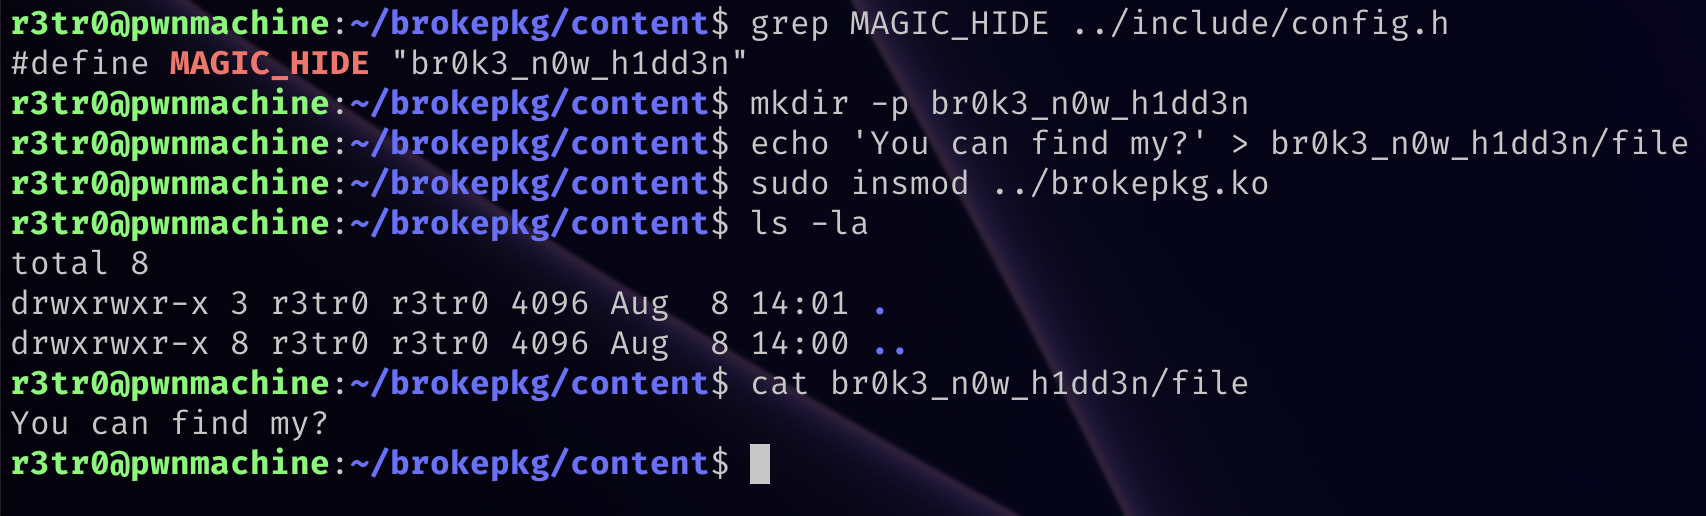 r3tr0@pwnmachine:~/brokepkg/content$ grep MAGIC_HIDE ../include/config.h
#define MAGIC_HIDE "br0k3_n0w_h1dd3n"
r3tr0@pwnmachine:~/brokepkg/content$ mkdir -p br0k3_n0w_h1dd3n
r3tr0@pwnmachine:~/brokepkg/content$ echo 'You can find my?' > br0k3_n0w_h1dd3n/file
r3tr0@pwnmachine:~/brokepkg/content$ sudo insmod ../brokepkg.ko
r3tr0@pwnmachine:~/brokepkg/content$ ls -la
total 8
drwxrwxr-x 3 r3tr0 r3tr0 4096 Aug  8 14:01 .
drwxrwxr-x 8 r3tr0 r3tr0 4096 Aug  8 14:00 ..
r3tr0@pwnmachine:~/brokepkg/content$ cat br0k3_n0w_h1dd3n/file
You can find my?
r3tr0@pwnmachine:~/brokepkg/content$